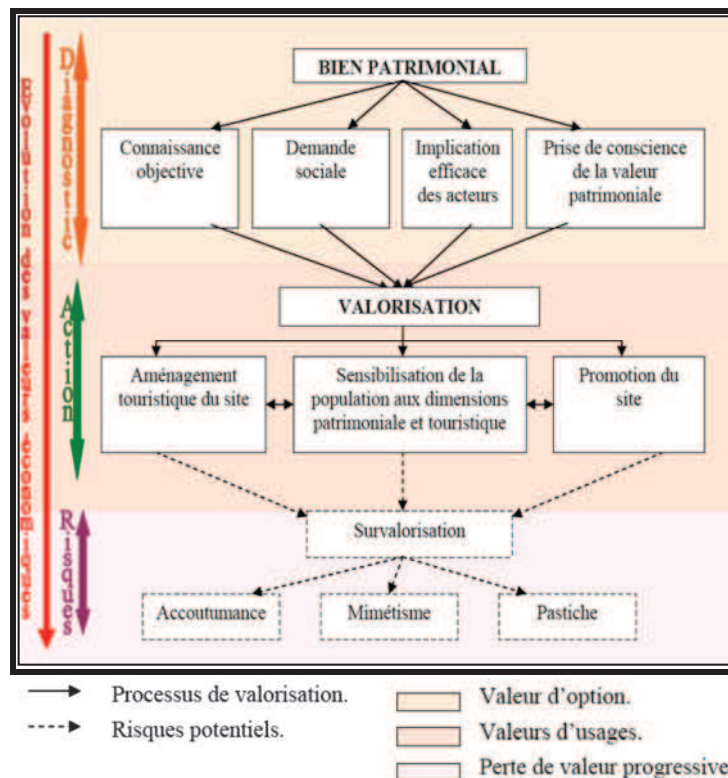 Evolution des valeurs économiques
Diagnostic
BIEN PATRIMONIAL
Connaissance
objective
Demande
sociale
Implication
efficace
des acteurs
Prise de conscience
de la valeur
patrimoniale
Action
VALORISATION
Aménagement
touristique du site
Sensibilisation de la
population aux dimensions
patrimoniale et touristique
Promotion du
site
Risques
Survalorisation
Accoutumance
Mimétisme
Pastiche
Processus de valorisation.
Risques potentiels.
Valeur d’option.
Valeurs d’usages.
Perte de valeur progressive